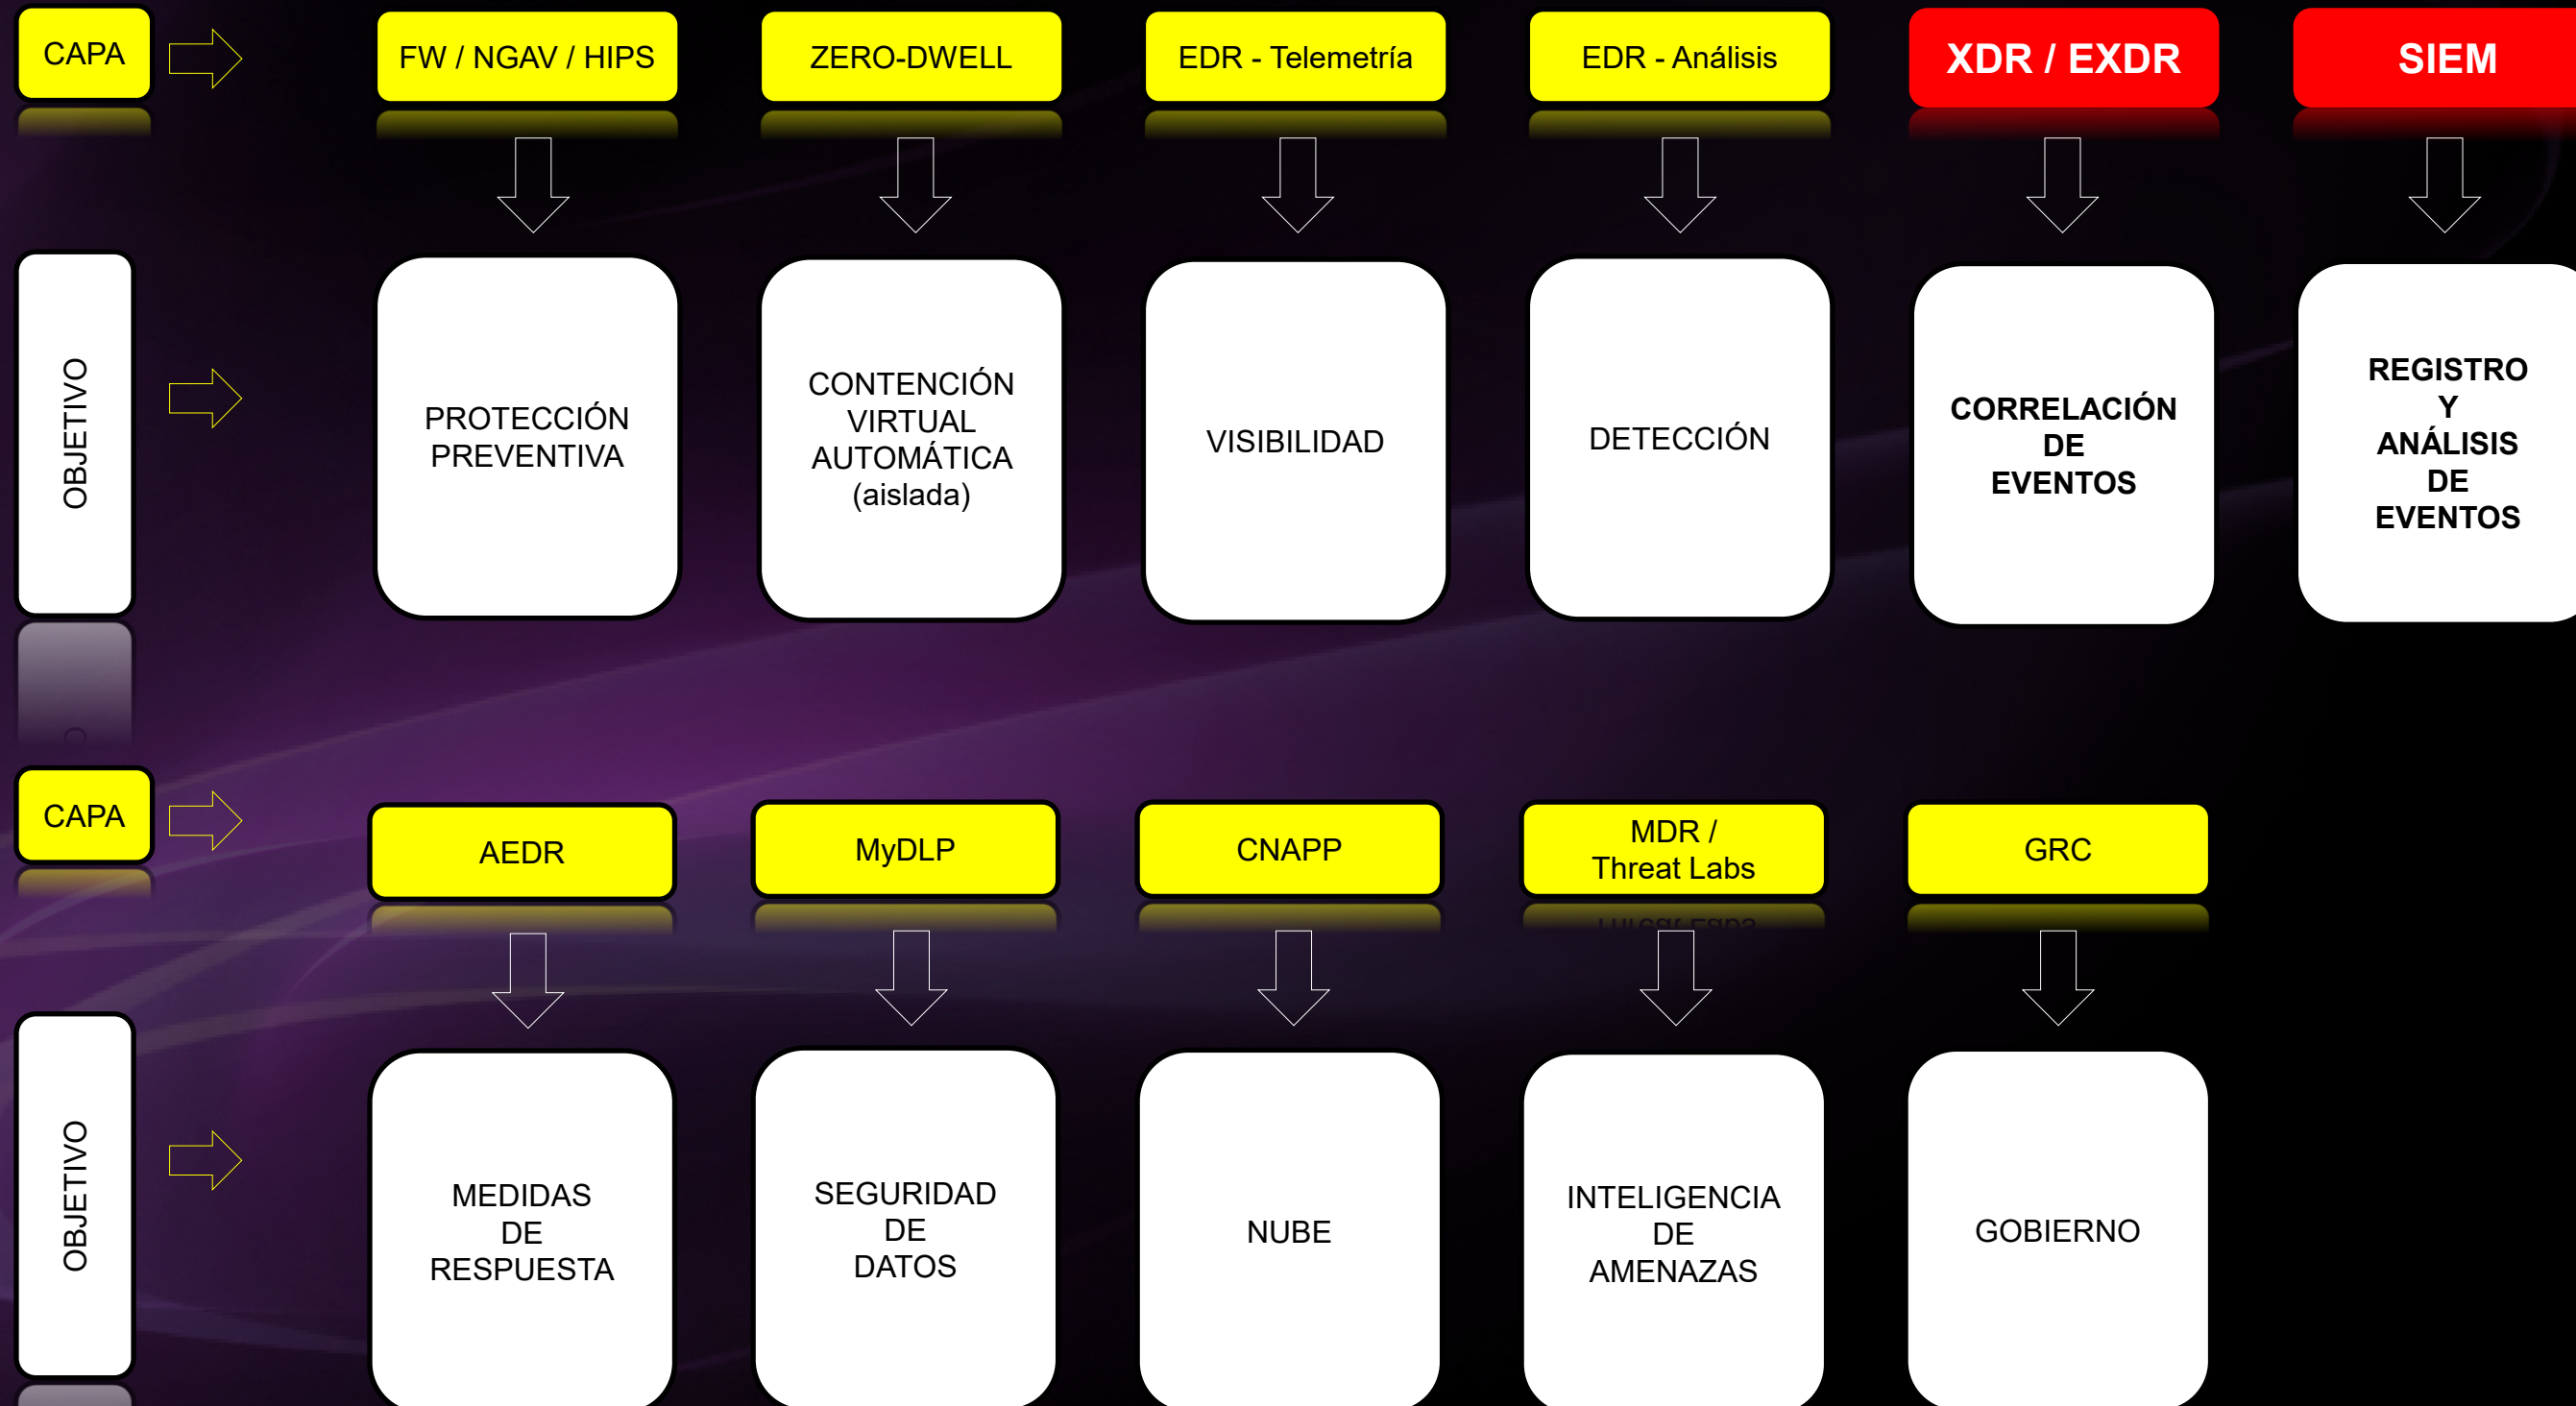 CAPA
FW / NGAV / HIPS
ZERO-DWELL
EDR - Telemetría
EDR - Análisis
XDR / EXDR
SIEM
OBJETIVO
PROTECCIÓN
PREVENTIVA
CONTENCIÓN
VIRTUAL
AUTOMÁTICA
(aislada)
VISIBILIDAD
DETECCIÓN
CORRELACIÓN
DE
EVENTOS
REGISTRO
Y
ANÁLISIS
DE
EVENTOS
CAPA
AEDR
MyDLP
CNAPP
MDR /
Threat Labs
GRC
OBJETIVO
MEDIDAS
DE
RESPUESTA
SEGURIDAD
DE
DATOS
NUBE
INTELIGENCIA
DE
AMENAZAS
GOBIERNO